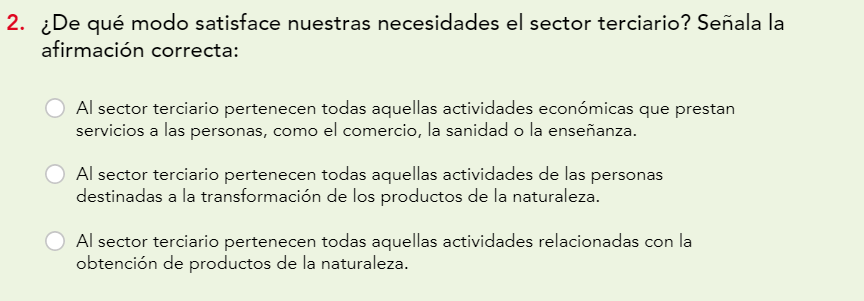 2. ¿De qué modo satisface nuestras necesidades el sector terciario? Señala la
afirmación correcta:
Al sector terciario pertenecen todas aquellas actividades económicas que prestan
servicios a las personas, como el comercio, la sanidad o la enseñanza.
Al sector terciario pertenecen todas aquellas actividades de las personas
destinadas a la transformación de los productos de la naturaleza.
Al sector terciario pertenecen todas aquellas actividades relacionadas con la
obtención de productos de la naturaleza.